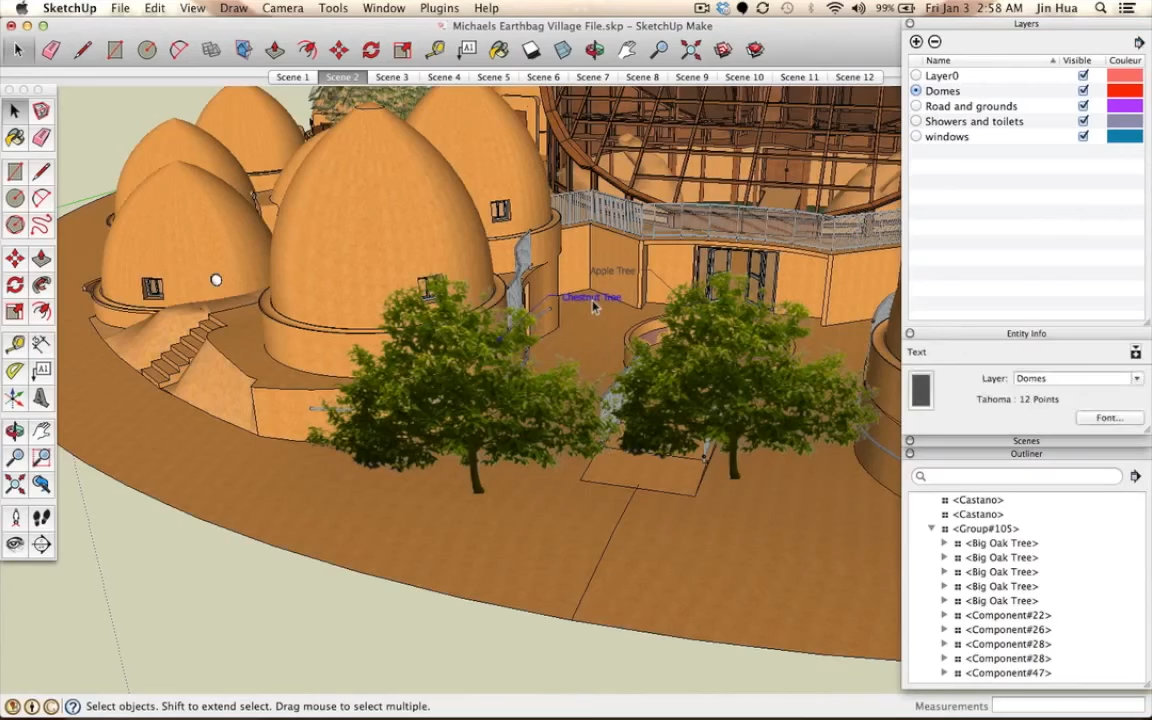 SketchUp File Edit View Draw Camera Tools Window Plugins Help 99% Fri Jan 3 2:58 AM Jin Hua
Michaels Earthbag Village File.skp - SketchUp Make
Scene 1 Scene 2 Scene 3 Scene 4 Scene 5 Scene 6 Scene 7 Scene 8 Scene 9 Scene 10 Scene 11 Scene 12
Layers
Name Visible Couleur
Layer0
Domes
Road and grounds
Showers and toilets
windows
Apple Tree
Chestnut Tree
Entity Info
Text
Layer: Domes
Tahoma : 12 Points
Font...
Scenes
Outliner
<Castano>
<Castano>
<Group#105>
<Big Oak Tree>
<Big Oak Tree>
<Big Oak Tree>
<Big Oak Tree>
<Big Oak Tree>
<Component#22>
<Component#26>
<Component#28>
<Component#28>
<Component#47>
Select objects. Shift to extend select. Drag mouse to select multiple.
Measurements